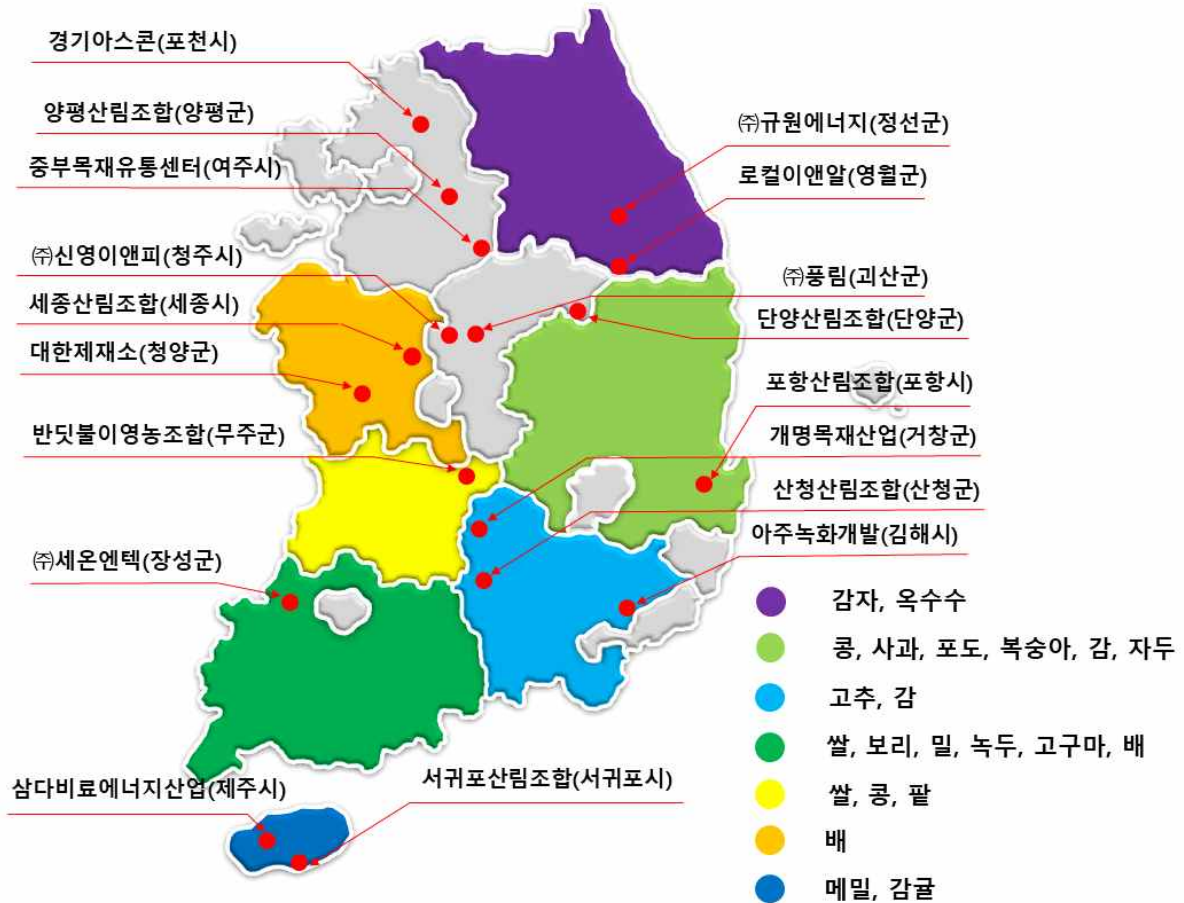 경기아스콘(포천시)
양평산림조합(양평군)
중부목재유통센터(여주시)
㈜신영이앤피(청주시)
세종산림조합(세종시)
대한제재소(청양군)
반딧불이영농조합(무주군)
㈜세온엔텍(장성군)
삼다비료에너지산업(제주시)
서귀포산림조합(서귀포시)
㈜규원에너지(정선군)
로컬이앤알(영월군)
㈜풍림(괴산군)
단양산림조합(단양군)
포항산림조합(포항시)
개명목재산업(거창군)
산청산림조합(산청군)
아주녹화개발(김해시)
감자, 옥수수
콩, 사과, 포도, 복숭아, 감, 자두
고추, 감
쌀, 보리, 밀, 녹두, 고구마, 배
쌀, 콩, 팥
배
메밀, 감귤